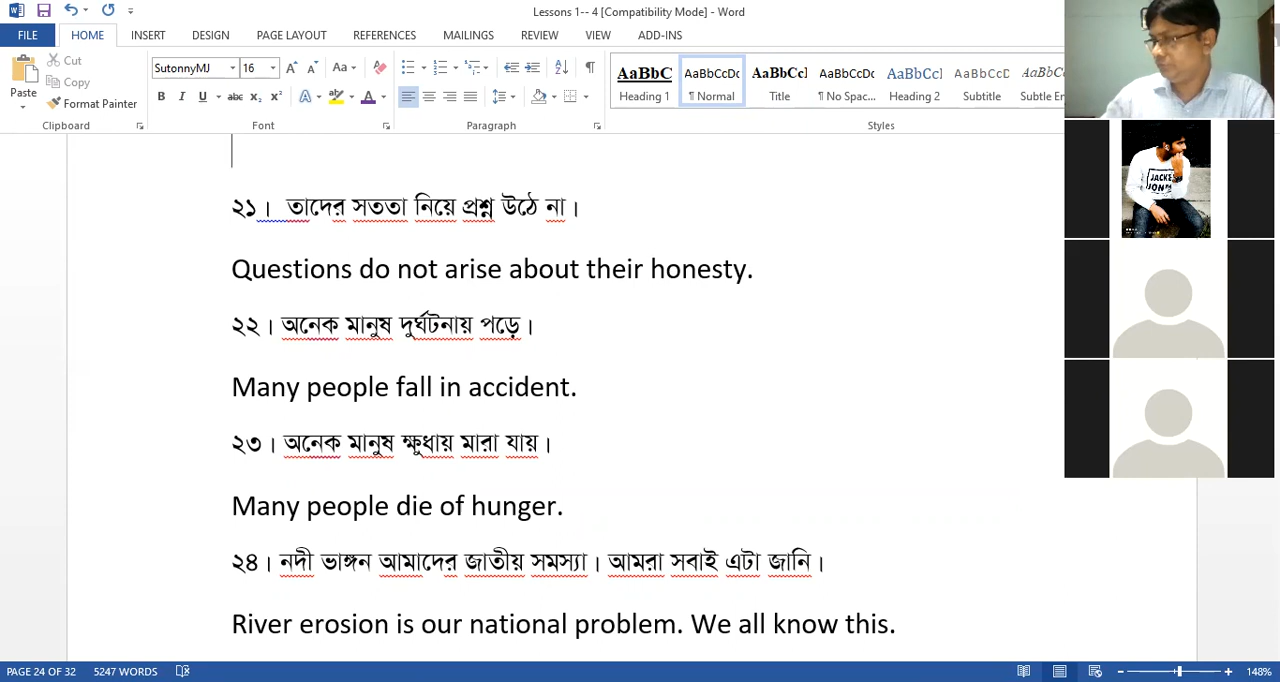 Lessons 1-- 4 [Compatibility Mode] - Word
FILE HOME INSERT DESIGN PAGE LAYOUT REFERENCES MAILINGS REVIEW VIEW ADD-INS
Paste Cut Copy Format Painter
SutonnyMJ 16
AaBbC AaBbCcDc AaBbCcl AaBbCcDc AaBbCcl AaBbCcD AaBbCcl
Heading 1 ¶ Normal Title ¶ No Spac... Heading 2 Subtitle Subtle En
Clipboard Font Paragraph Styles
২১। তাদের সততা নিয়ে প্রশ্ন উঠে না।
Questions do not arise about their honesty.
২২। অনেক মানুষ দুর্ঘটনায় পড়ে।
Many people fall in accident.
২৩। অনেক মানুষ ক্ষুধায় মারা যায়।
Many people die of hunger.
২৪। নদী ভাঙ্গন আমাদের জাতীয় সমস্যা। আমরা সবাই এটা জানি।
River erosion is our national problem. We all know this.
PAGE 24 OF 32 5247 WORDS 148%
JACKE
JONN